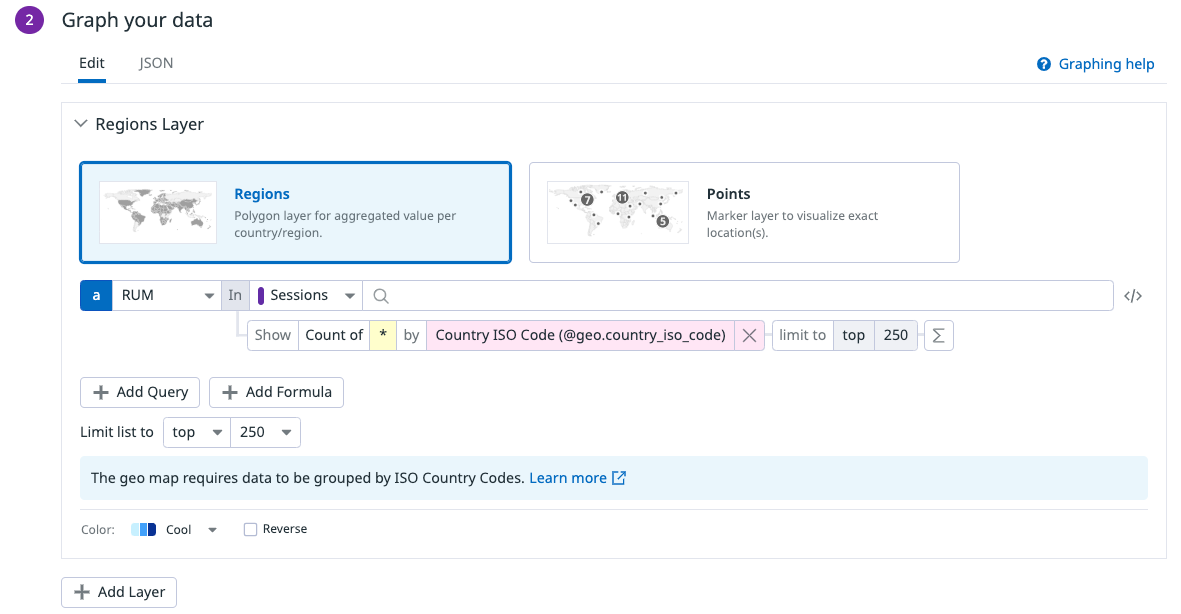 2 Graph your data
Edit JSON Graphing help
Regions Layer
Regions
Polygon layer for aggregated value per
country/region.
7 11 5
Points
Marker layer to visualize exact
location(s).
a RUM In Sessions </>
Show Count of * by Country ISO Code (@geo.country_iso_code) limit to top 250 Σ
Add Query Add Formula
Limit list to top 250
The geo map requires data to be grouped by ISO Country Codes. Learn more
Color: Cool Reverse
Add Layer